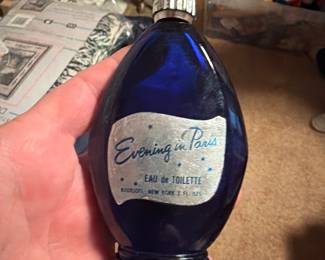 Evening in Paris
EAU de TOILETTE
BOURJOIS, NEW YORK 2 FL. OZS.